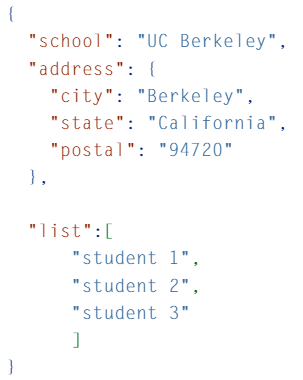 {
  "school": "UC Berkeley",
  "address": {
    "city": "Berkeley",
    "state": "California",
    "postal": "94720"
  },
  "list":[
      "student 1",
      "student 2",
      "student 3"
      ]
}